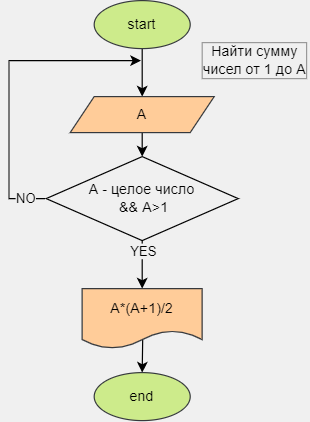 start
Найти сумму
чисел от 1 до A
A
A - целое число
&& A>1
NO
YES
A*(A+1)/2
end